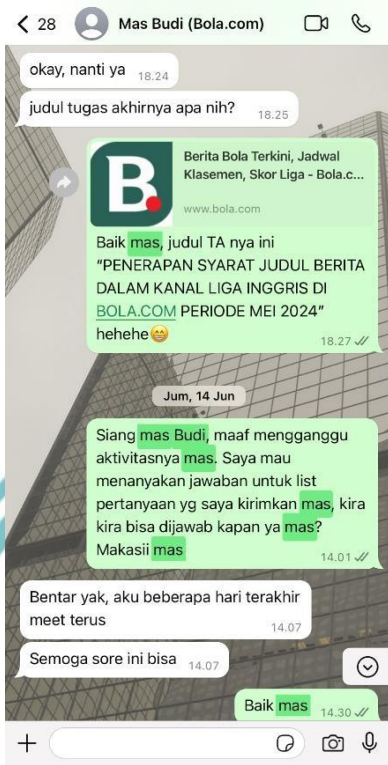 28
Mas Budi (Bola.com)
okay, nanti ya 18.24
judul tugas akhirnya apa nih? 18.25
B
Berita Bola Terkini, Jadwal
Klasemen, Skor Liga - Bola.c...
www.bola.com
Baik mas, judul TA nya ini
“PENERAPAN SYARAT JUDUL BERITA
DALAM KANAL LIGA INGGRIS DI
BOLA.COM PERIODE MEI 2024”
hehehe😁
18.27
Jum, 14 Jun
Siang mas Budi, maaf mengganggu
aktivitasnya mas. Saya mau
menanyakan jawaban untuk list
pertanyaan yg saya kirimkan mas, kira
kira bisa dijawab kapan ya mas?
Makasii mas
14.01
Bentar yak, aku beberapa hari terakhir
meet terus
14.07
Semoga sore ini bisa 14.07
Baik mas 14.30